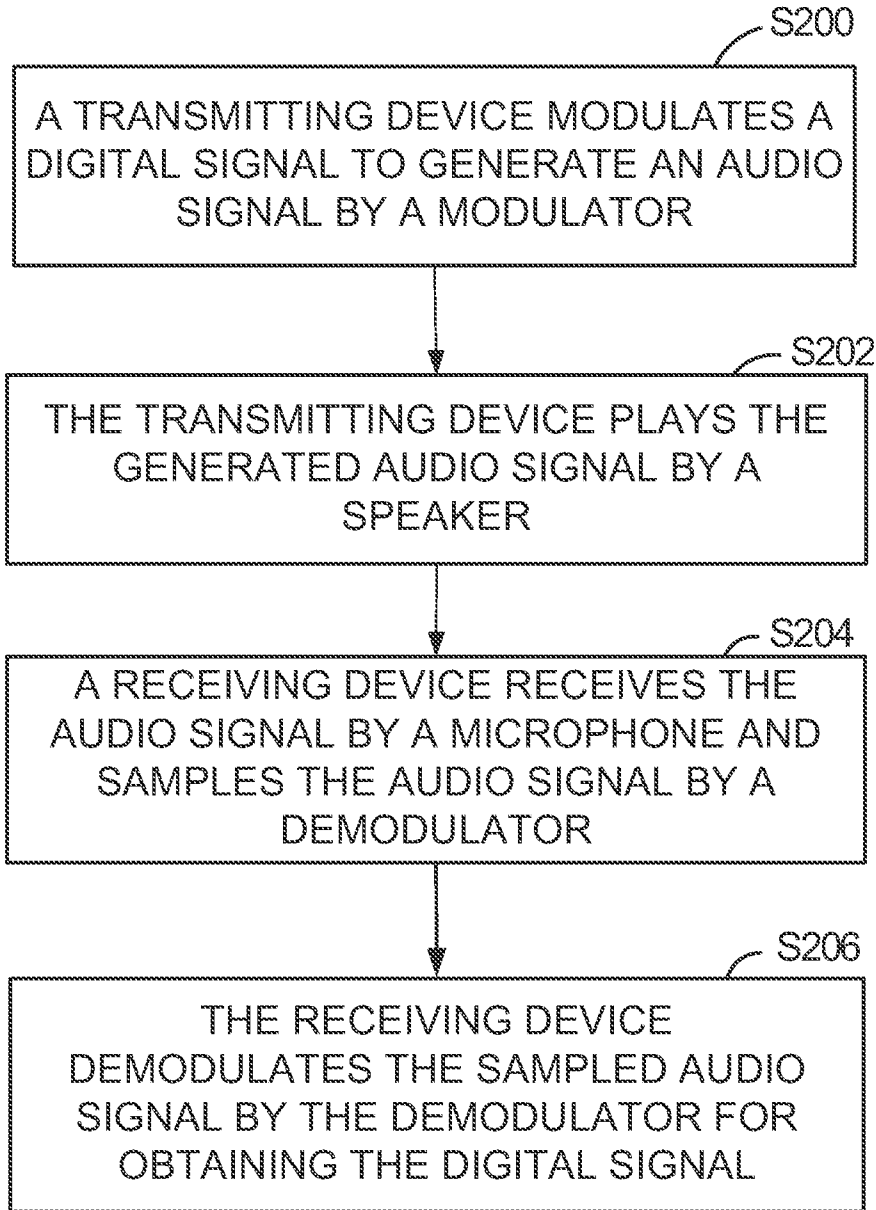 S200
A TRANSMITTING DEVICE MODULATES A
DIGITAL SIGNAL TO GENERATE AN AUDIO
SIGNAL BY A MODULATOR
S202
THE TRANSMITTING DEVICE PLAYS THE
GENERATED AUDIO SIGNAL BY A
SPEAKER
S204
A RECEIVING DEVICE RECEIVES THE
AUDIO SIGNAL BY A MICROPHONE AND
SAMPLES THE AUDIO SIGNAL BY A
DEMODULATOR
S206
THE RECEIVING DEVICE
DEMODULATES THE SAMPLED AUDIO
SIGNAL BY THE DEMODULATOR FOR
OBTAINING THE DIGITAL SIGNAL